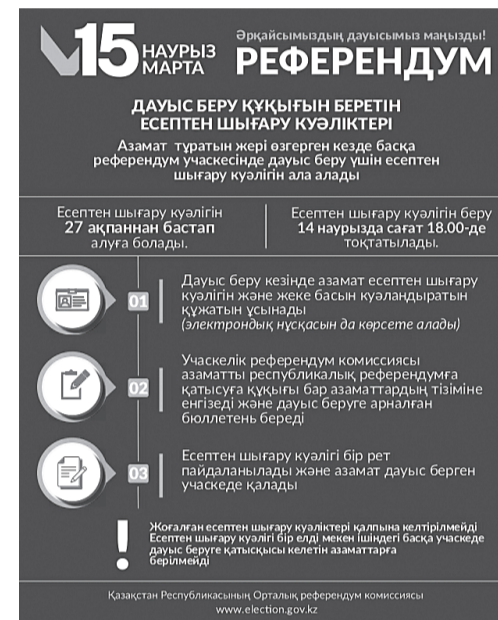 15 НАУРЫЗ
МАРТА
Әрқайсымыздың дауысымыз маңызды!
РЕФЕРЕНДУМ
ДАУЫС БЕРУ ҚҰҚЫҒЫН БЕРЕТІН
ЕСЕПТЕН ШЫҒАРУ КУӘЛІКТЕРІ
Азамат тұратын жері өзгерген кезде басқа
референдум учаскесінде дауыс беру үшін есептен
шығару куәлігін ала алады
Есептен шығару куәлігін
27 ақпаннан бастап
алуға болады.
Есептен шығару куәлігін беру
14 наурызда сағат 18.00-де
тоқтатылады.
01
Дауыс беру кезінде азамат есептен шығару
куәлігін және жеке басын куәландыратын
құжатын ұсынады
(электрондық нұсқасын да көрсете алады)
02
Учаскелік референдум комиссиясы
азаматты республикалық референдумға
қатысуға құқығы бар азаматтардың тізіміне
енгізеді және дауыс беруге арналған
бюллетень береді
03
Есептен шығару куәлігі бір рет
пайдаланылады және азамат дауыс берген
учаскеде қалады
!
Жоғалған есептен шығару куәліктері қалпына келтірілмейді
Есептен шығару куәлігі бір елді мекен ішіндегі басқа учаскеде
дауыс беруге қатысқысы келетін азаматтарға
берілмейді
Қазақстан Республикасының Орталық референдум комиссиясы
www.election.gov.kz